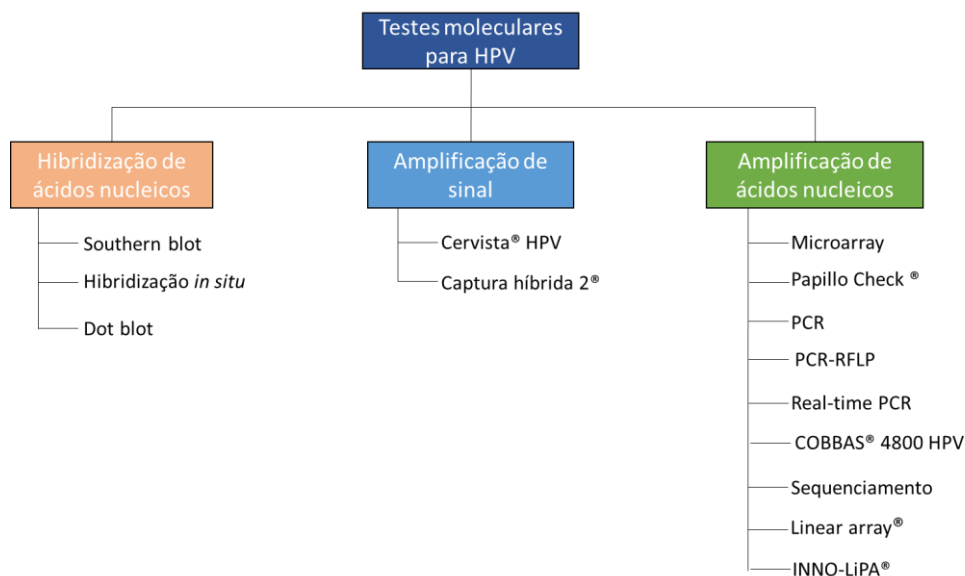 Testes moleculares
para HPV
Hibridização de
ácidos nucleicos
Southern blot
Hibridização in situ
Dot blot
Amplificação de
sinal
Cervista® HPV
Captura híbrida 2®
Amplificação de
ácidos nucleicos
Microarray
Papillo Check ®
PCR
PCR-RFLP
Real-time PCR
COBBAS® 4800 HPV
Sequenciamento
Linear array®
INNO-LiPA®